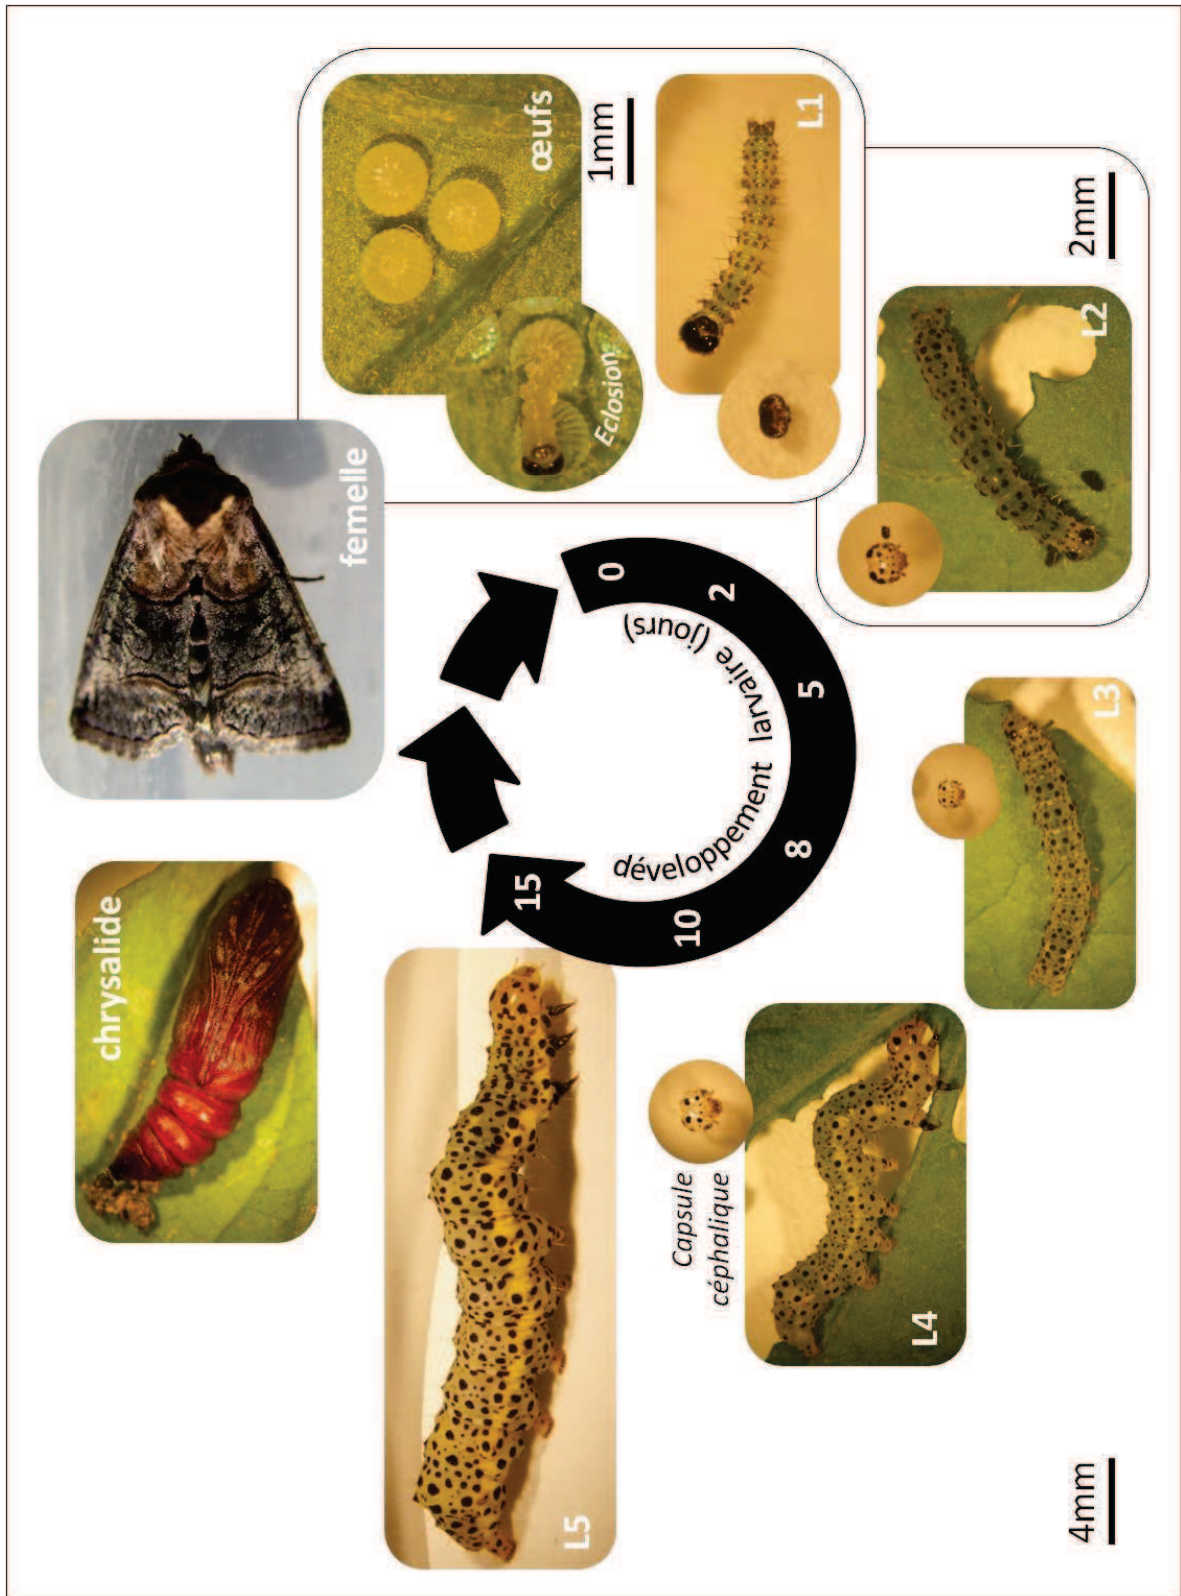 chrysalide
femelle
œufs
Eclosion
1mm
L1
L2
2mm
L3
Capsule
céphalique
L4
L5
4mm
0
2
5
8
10
15
développement larvaire (jours)